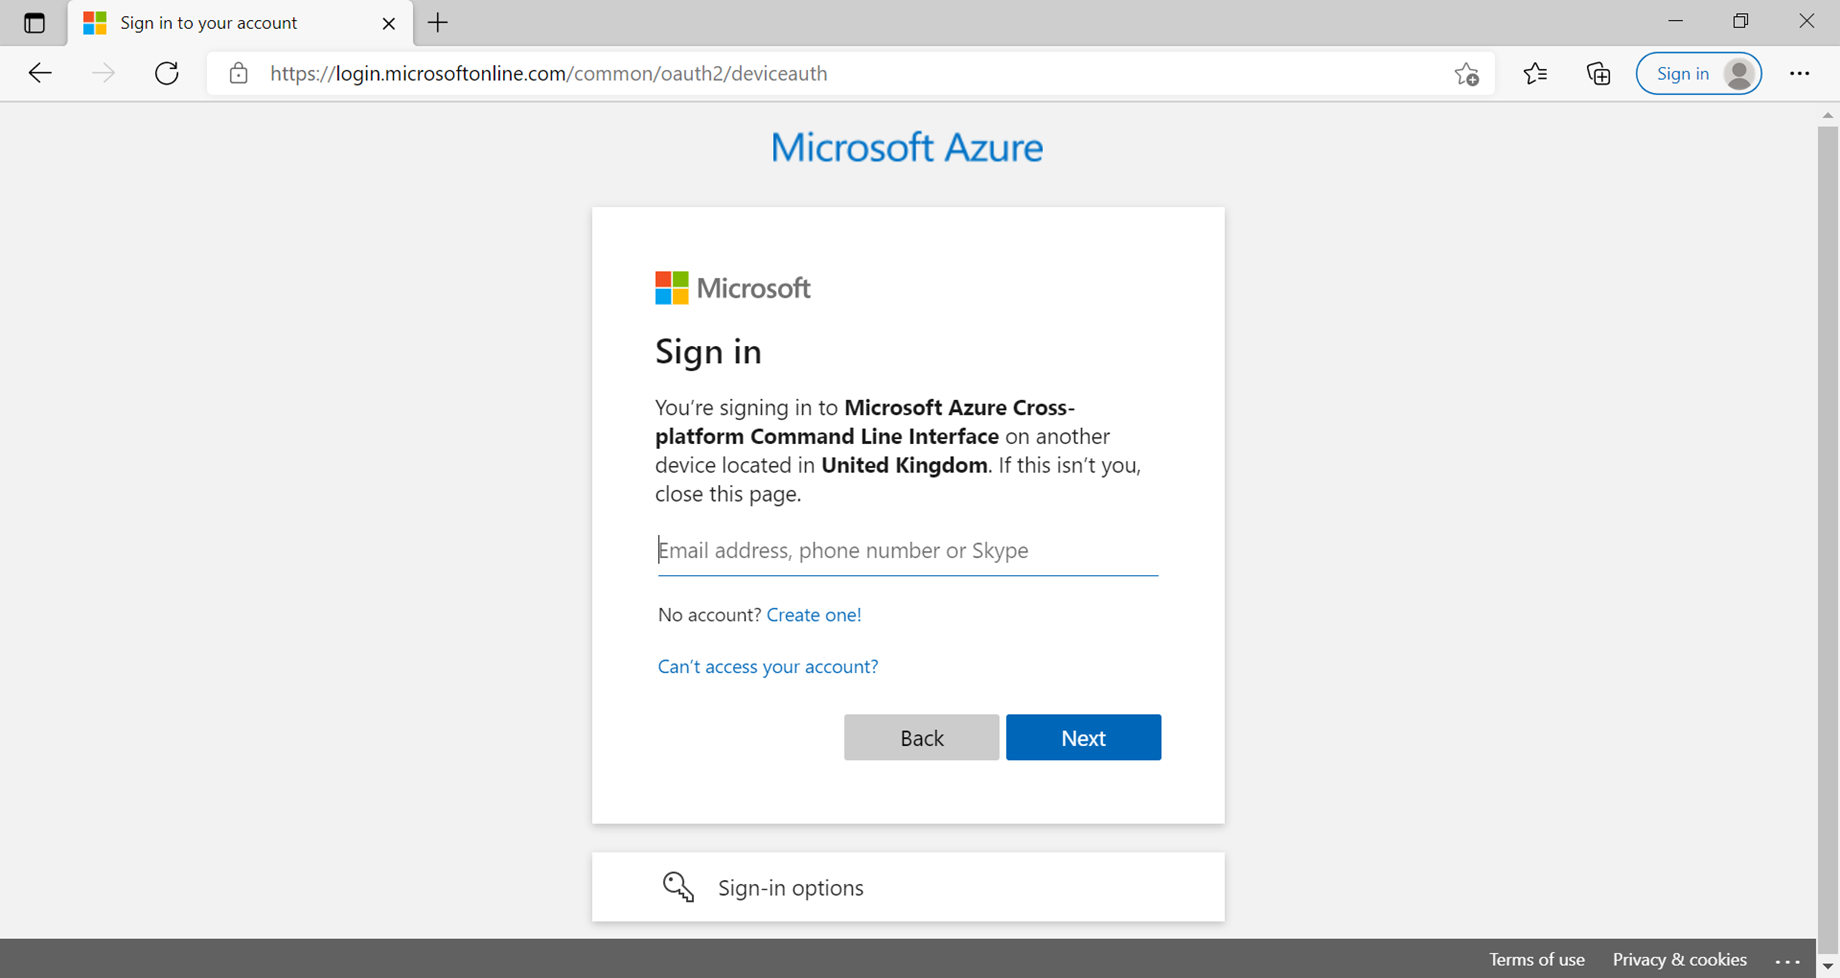 Sign in to your account
https://login.microsoftonline.com/common/oauth2/deviceauth
Sign in
Microsoft Azure
Microsoft
Sign in
You're signing in to Microsoft Azure Cross-
platform Command Line Interface on another
device located in United Kingdom. If this isn't you,
close this page.
Email address, phone number or Skype
No account? Create one!
Can't access your account?
Back
Next
Sign-in options
Terms of use
Privacy & cookies
...